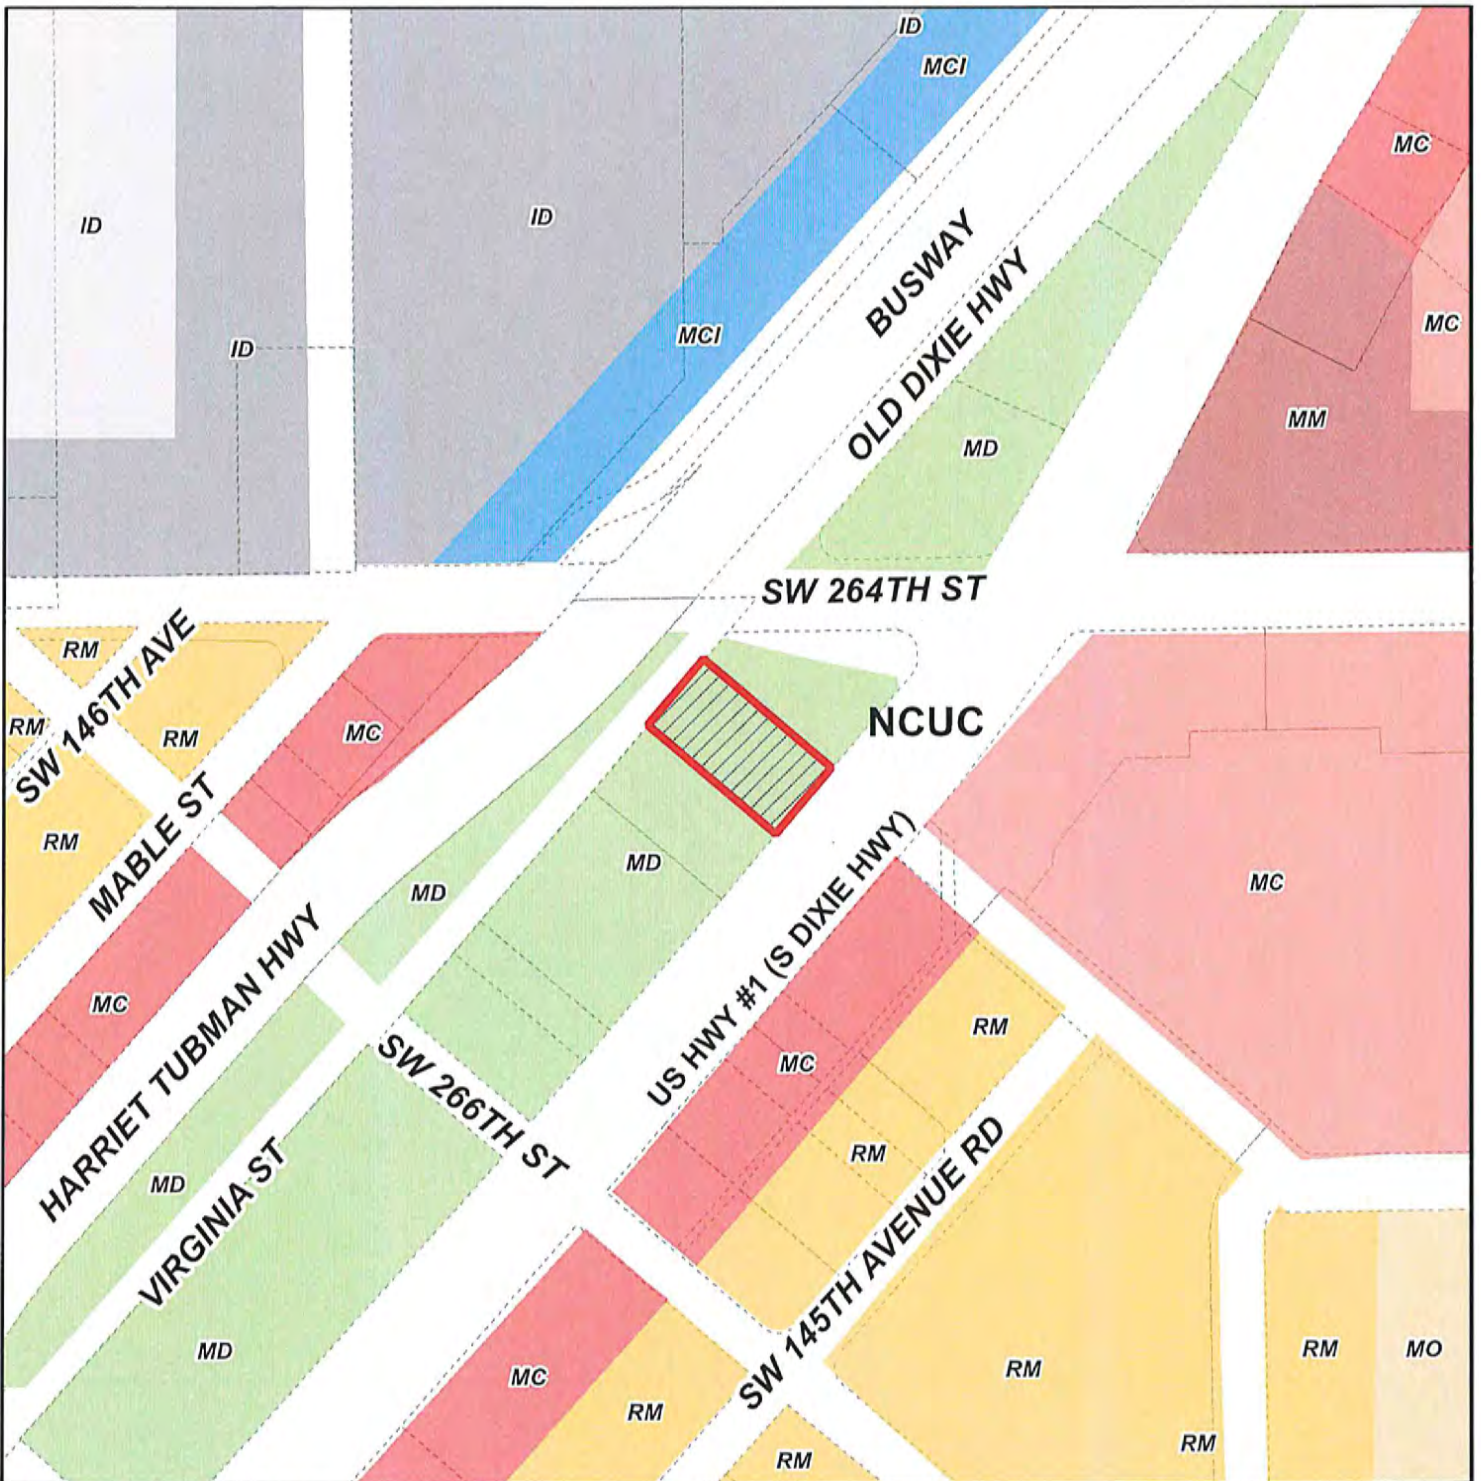 ID
MCI
MC
ID
ID
BUSWAY
OLD DIXIE HWY
MC
MCI
ID
MM
MD
SW 264TH ST
RM
SW 146TH AVE
RM
RM
MC
NCUC
RM
MABLE ST
MD
MD
US HWY #1 (S DIXIE HWY)
MC
MC
HARRIET TUBMAN HWY
RM
SW 266TH ST
MC
RM
SW 145TH AVENUE RD
MD
VIRGINIA ST
MD
MC
RM
RM
RM
MO
RM
RM